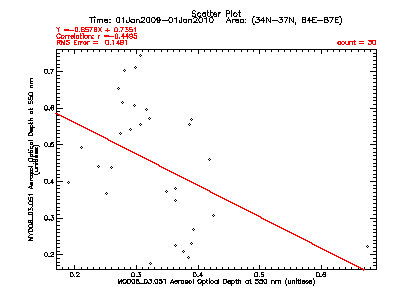 Scatter Plot
Time: 01Jan2009-01Jan2010 Area: (34N-37N, 84E-87E)
Y =-0.8578X + 0.7351
Correlation: r =-0.4495
RMS Error = 0.1491
count = 30
0.7
0.6
0.5
0.4
0.3
0.2
MYD08_D3.051 Aerosol Optical Depth at 550 nm
(unitless)
0.2 0.3 0.4 0.5 0.6
MOD08_D3.051 Aerosol Optical Depth at 550 nm (unitless)